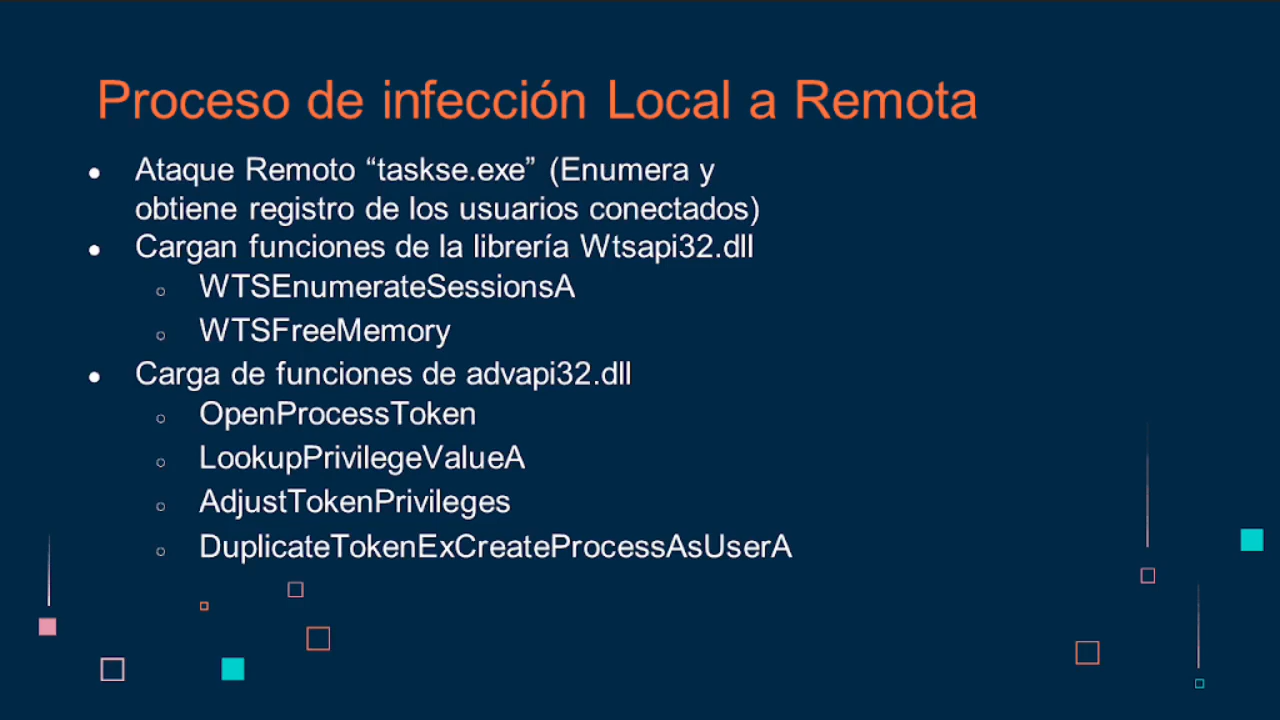 Proceso de infección Local a Remota
● Ataque Remoto “taskse.exe” (Enumera y
obtiene registro de los usuarios conectados)
● Cargan funciones de la librería Wtsapi32.dll
○ WTSEnumerateSessionsA
○ WTSFreeMemory
● Carga de funciones de advapi32.dll
○ OpenProcessToken
○ LookupPrivilegeValueA
○ AdjustTokenPrivileges
○ DuplicateTokenExCreateProcessAsUserA